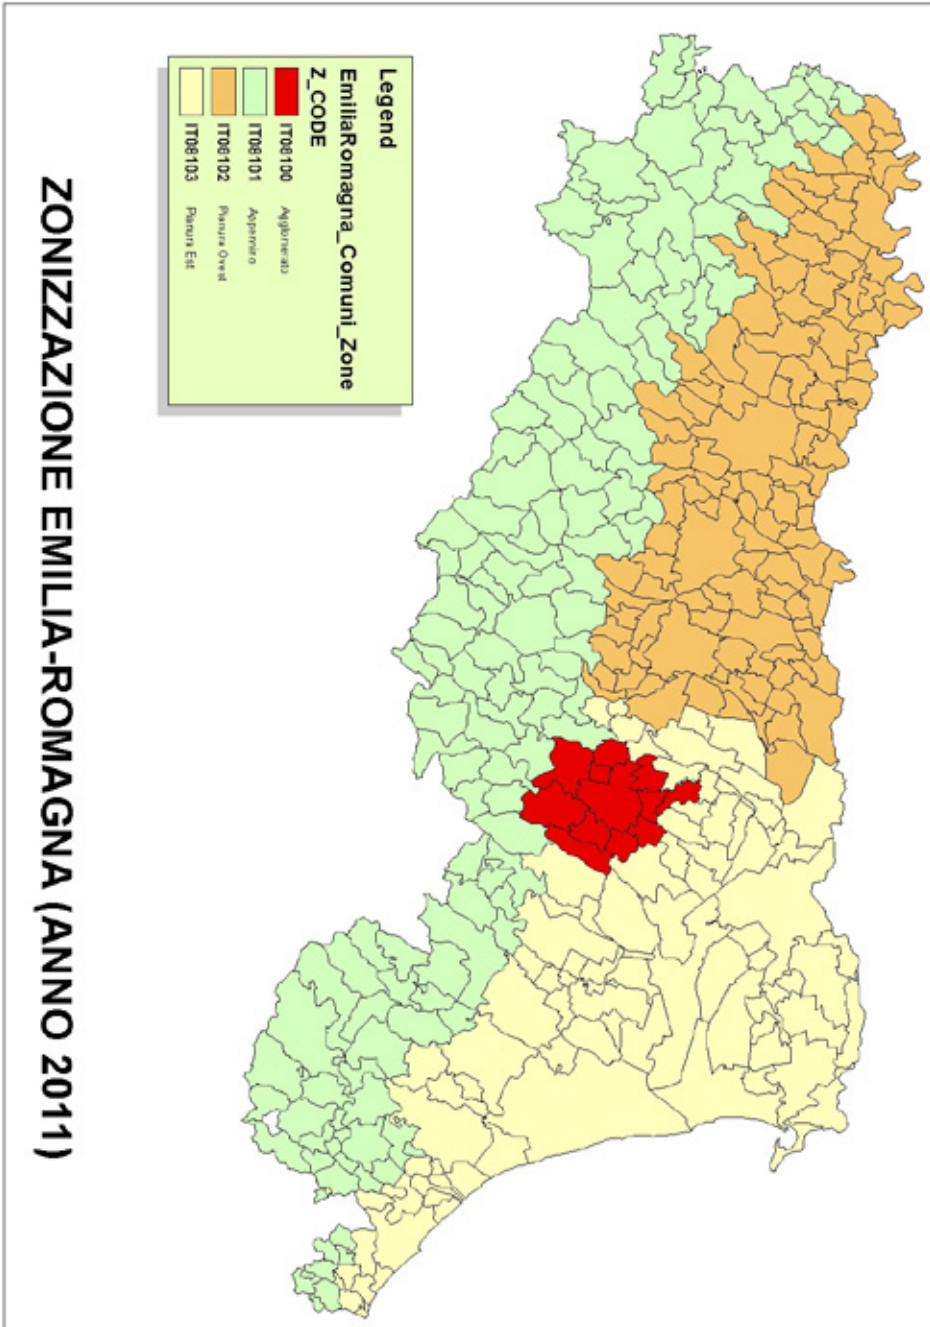 Legend
EmiliaRomagna_Comuni_Zone
Z_CODE
IT08100 Agglomerato
IT08101 Appennino
IT08102 Pianura Ovest
IT08103 Pianura Est
ZONIZZAZIONE EMILIA-ROMAGNA (ANNO 2011)